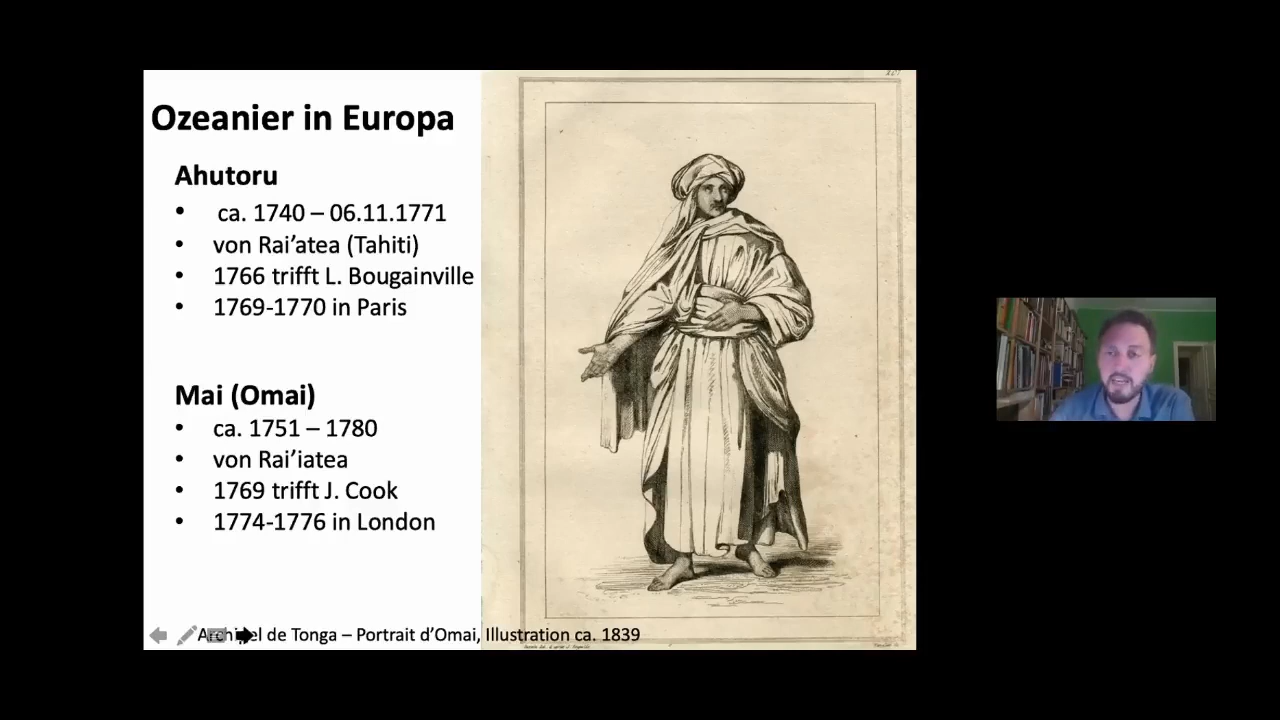 Ozeanier in Europa
Ahutoru
• ca. 1740 – 06.11.1771
• von Rai’atea (Tahiti)
• 1766 trifft L. Bougainville
• 1769-1770 in Paris
Mai (Omai)
• ca. 1751 – 1780
• von Rai’iatea
• 1769 trifft J. Cook
• 1774-1776 in London
Archipel de Tonga – Portrait d’Omai, Illustration ca. 1839